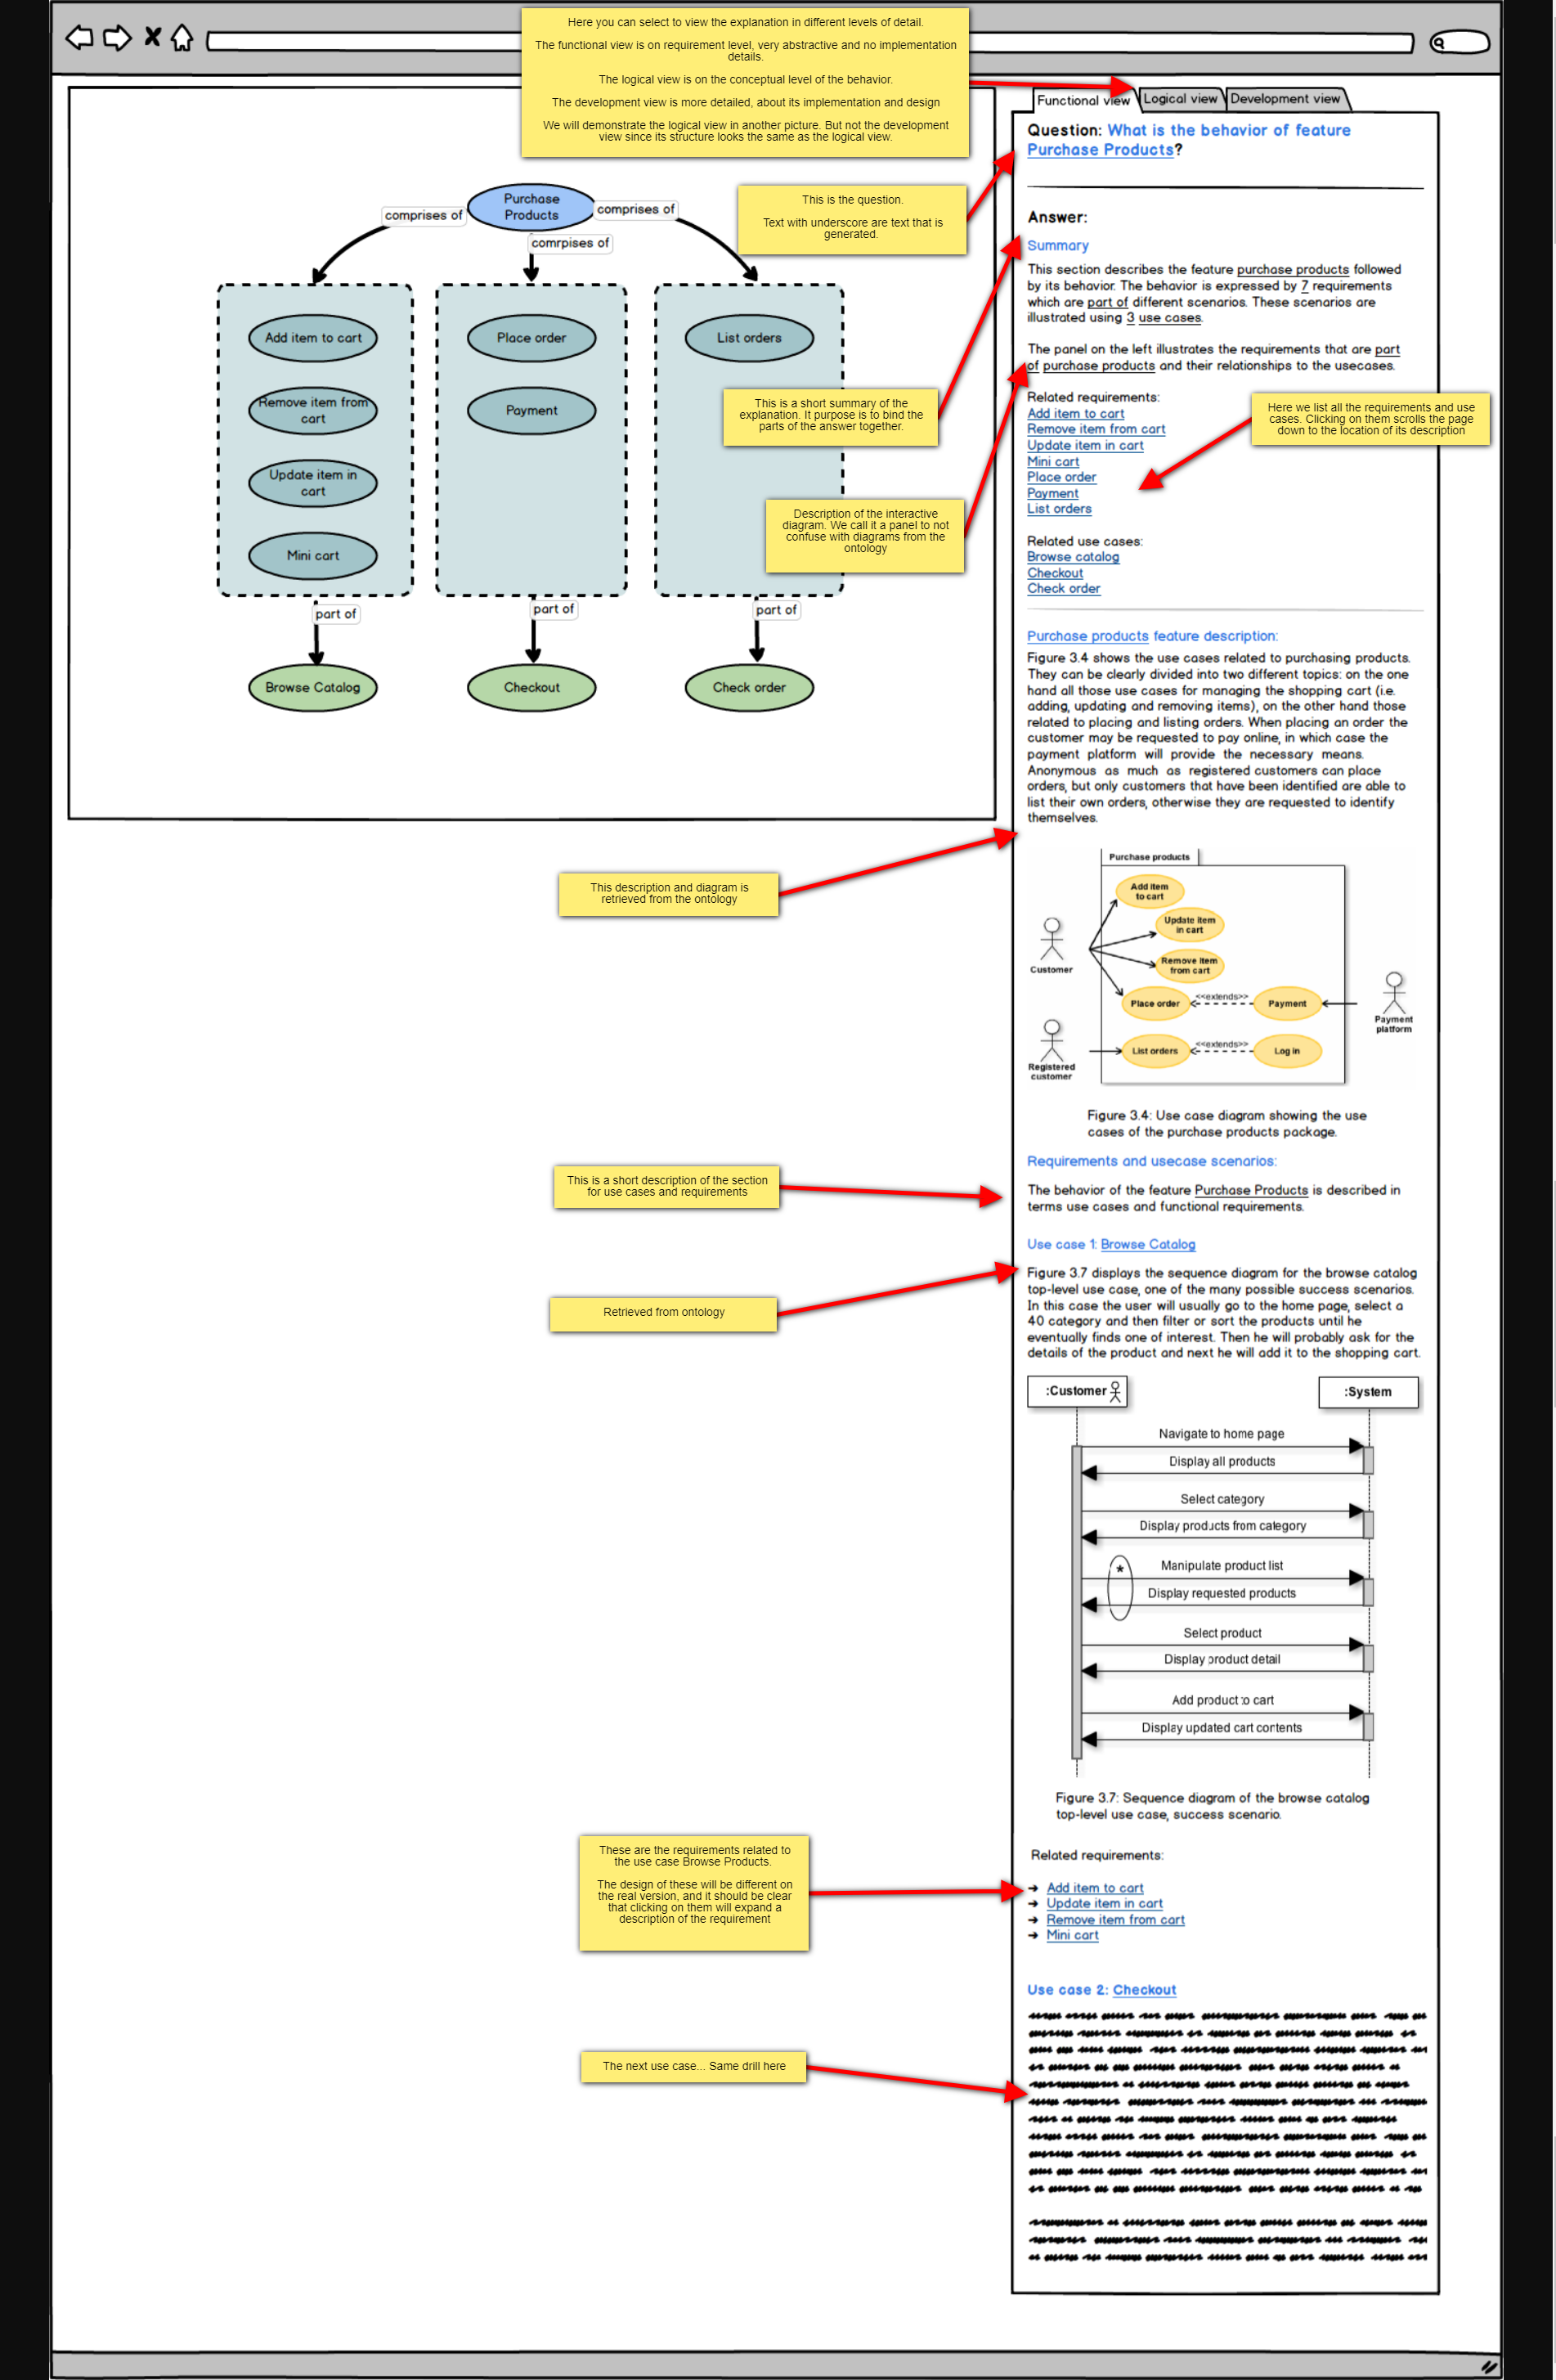 Here you can select to view the explanation in different levels of detail.
The functional view is on requirement level, very abstractive and no implementation
details.
The logical view is on the conceptual level of the behavior.
The development view is more detailed, about its implementation and design
We will demonstrate the logical view in another picture. But not the development
view since its structure looks the same as the logical view.
Functional view
Logical view
Development view
Purchase
Products
comprises of
comrpises of
comprises of
Add item to cart
Remove item from
cart
Update item in
cart
Mini cart
Place order
Payment
List orders
part of
part of
part of
Browse Catalog
Checkout
Check order
This is the question.
Text with underscore are text that is
generated.
This is a short summary of the
explanation. It purpose is to bind the
parts of the answer together.
Description of the interactive
diagram. We call it a panel to not
confuse with diagrams from the
ontology
Question: What is the behavior of feature
Purchase Products?
Answer:
Summary
This section describes the feature purchase products followed
by its behavior. The behavior is expressed by 7 requirements
which are part of different scenarios. These scenarios are
illustrated using 3 use cases.
The panel on the left illustrates the requirements that are part
of purchase products and their relationships to the usecases.
Related requirements:
Add item to cart
Remove item from cart
Update item in cart
Mini cart
Place order
Payment
List orders
Here we list all the requirements and use
cases. Clicking on them scrolls the page
down to the location of its description
Related use cases:
Browse catalog
Checkout
Check order
Purchase products feature description:
Figure 3.4 shows the use cases related to purchasing products.
They can be clearly divided into two different topics: on the one
hand all those use cases for managing the shopping cart (i.e.
adding, updating and removing items), on the other hand those
related to placing and listing orders. When placing an order the
customer may be requested to pay online, in which case the
payment platform will provide the necessary means.
Anonymous as much as registered customers can place
orders, but only customers that have been identified are able to
list their own orders, otherwise they are requested to identify
themselves.
This description and diagram is
retrieved from the ontology
Purchase products
Add item
to cart
Update item
in cart
Remove item
from cart
Customer
Place order
<<extends>>
Payment
Payment
platform
List orders
<<extends>>
Log in
Registered
customer
Figure 3.4: Use case diagram showing the use
cases of the purchase products package.
Requirements and usecase scenarios:
This is a short description of the section
for use cases and requirements
The behavior of the feature Purchase Products is described in
terms use cases and functional requirements.
Use case 1: Browse Catalog
Retrieved from ontology
Figure 3.7 displays the sequence diagram for the browse catalog
top-level use case, one of the many possible success scenarios.
In this case the user will usually go to the home page, select a
40 category and then filter or sort the products until he
eventually finds one of interest. Then he will probably ask for the
details of the product and next he will add it to the shopping cart.
:Customer
:System
Navigate to home page
Display all products
Select category
Display products from category
*
Manipulate product list
Display requested products
Select product
Display product detail
Add product to cart
Display updated cart contents
Figure 3.7: Sequence diagram of the browse catalog
top-level use case, success scenario.
These are the requirements related to
the use case Browse Products.
The design of these will be different on
the real version, and it should be clear
that clicking on them will expand a
description of the requirement
Related requirements:
➔ Add item to cart
➔ Update item in cart
➔ Remove item from cart
➔ Mini cart
Use case 2: Checkout
The next use case... Same drill here